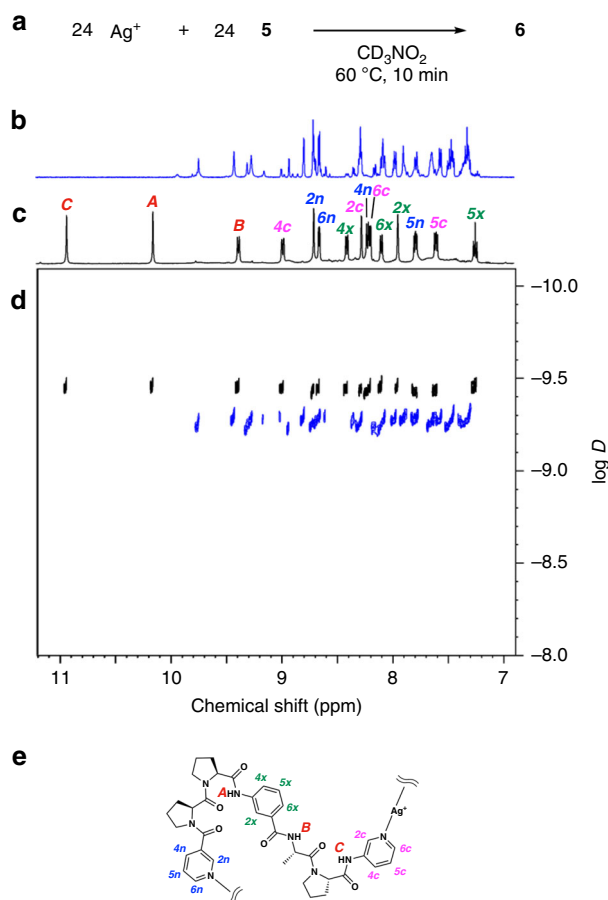 a
24 Ag⁺ + 24 5 6
CD₃NO₂
60 °C, 10 min
b
c
C A B 4c 2n 6n 4x 2c 4n 6c 6x 2x 5n 5c 5x
d
–10.0
–9.5
–9.0
–8.5
–8.0
log D
11 10 9 8 7
Chemical shift (ppm)
e
N O
A HN 4x 5x
N O 6x
2x B
O HN
N O O
4n 2n N O
5n N C
6n O HN
N O
Ag⁺
2c N 6c
4c 5c